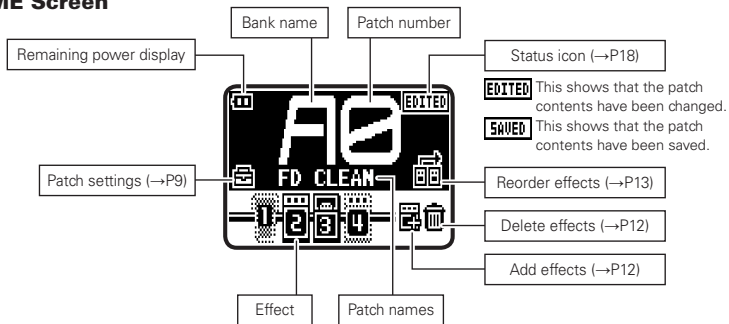 ME Screen
Bank name
Patch number
Remaining power display
Status icon (→P18)
EDITED This shows that the patch
contents have been changed.
SAVED This shows that the patch
contents have been saved.
EDITED
A0
FD CLEAN
Patch settings (→P9)
Reorder effects (→P13)
1 2 3 4
Delete effects (→P12)
Add effects (→P12)
Effect
Patch names